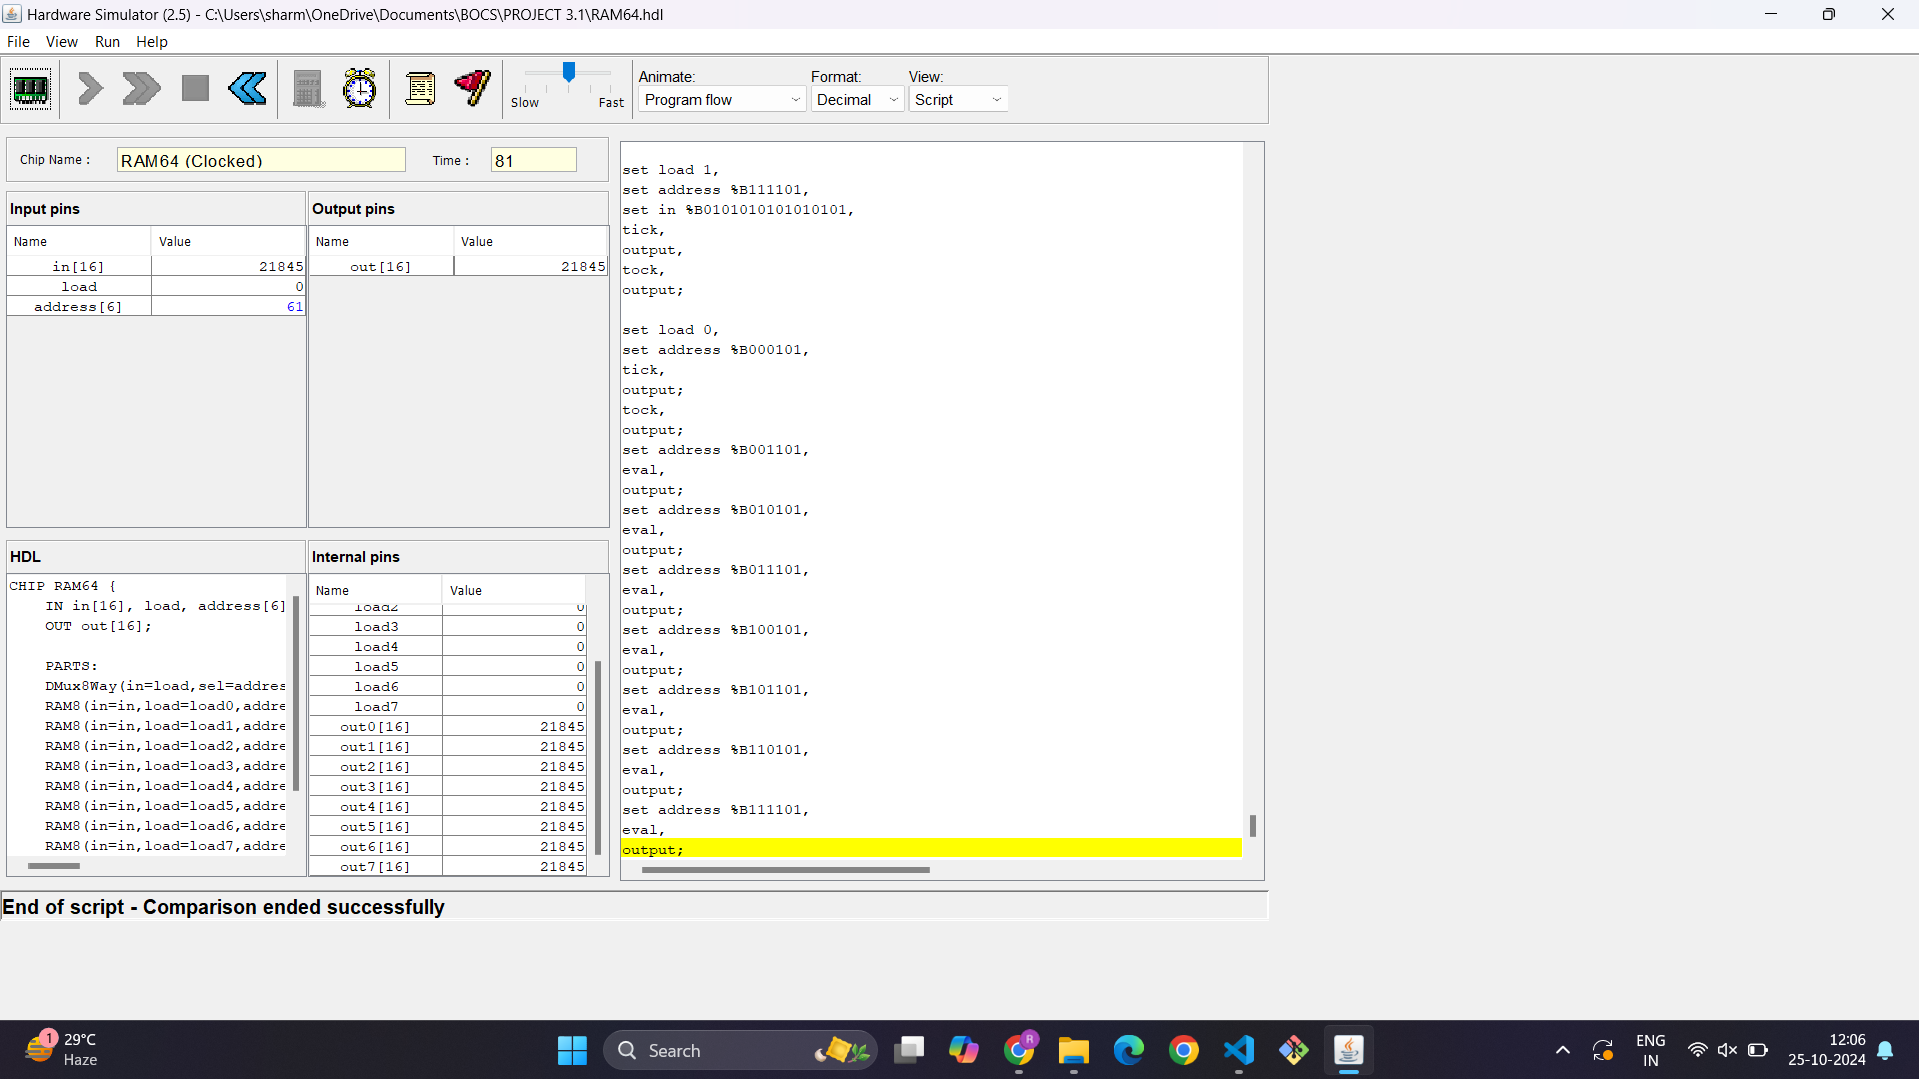 Hardware Simulator (2.5) - C:\Users\sharm\OneDrive\Documents\BOCS\PROJECT 3.1\RAM64.hdl
File View Run Help
Slow Fast
Animate: Format: View:
Program flow Decimal Script
Chip Name : RAM64 (Clocked) Time : 81
Input pins
Name Value
in[16] 21845
load 0
address[6] 61
Output pins
Name Value
out[16] 21845
HDL
CHIP RAM64 {
IN in[16], load, address[6]
OUT out[16];
PARTS:
DMux8Way(in=load,sel=addres
RAM8(in=in,load=load0,addre
RAM8(in=in,load=load1,addre
RAM8(in=in,load=load2,addre
RAM8(in=in,load=load3,addre
RAM8(in=in,load=load4,addre
RAM8(in=in,load=load5,addre
RAM8(in=in,load=load6,addre
RAM8(in=in,load=load7,addre
Internal pins
Name Value
load2 0
load3 0
load4 0
load5 0
load6 0
load7 0
out0[16] 21845
out1[16] 21845
out2[16] 21845
out3[16] 21845
out4[16] 21845
out5[16] 21845
out6[16] 21845
out7[16] 21845
set load 1,
set address %B111101,
set in %B0101010101010101,
tick,
output,
tock,
output;
set load 0,
set address %B000101,
tick,
output;
tock,
output;
set address %B001101,
eval,
output;
set address %B010101,
eval,
output;
set address %B011101,
eval,
output;
set address %B100101,
eval,
output;
set address %B101101,
eval,
output;
set address %B110101,
eval,
output;
set address %B111101,
eval,
output;
End of script - Comparison ended successfully
1
29°C
Haze
Search
R
ENG
IN
12:06
25-10-2024